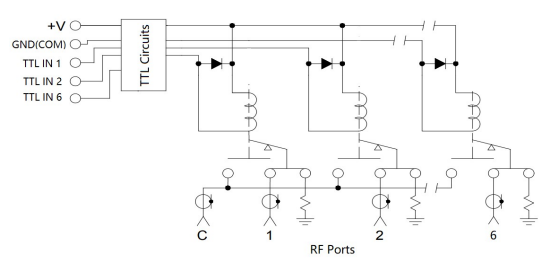 +V
GND(COM)
TTL IN 1
TTL IN 2
TTL IN 6
TTL Circuits
C 1 2 6
RF Ports